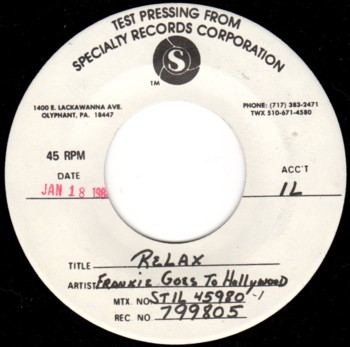 TEST PRESSING FROM
SPECIALTY RECORDS CORPORATION
S
TM
1400 E. LACKAWANNA AVE.
OLYPHANT, PA. 18447
PHONE: (717) 383-2471
TWX 510-671-4580
45 RPM
DATE
JAN 18 198
ACC'T
IL
TITLE RELAX
ARTIST FRANKIE GOES TO HOLLYWOOD
MTX. NO. STIL 45980-1
REC. NO 799805